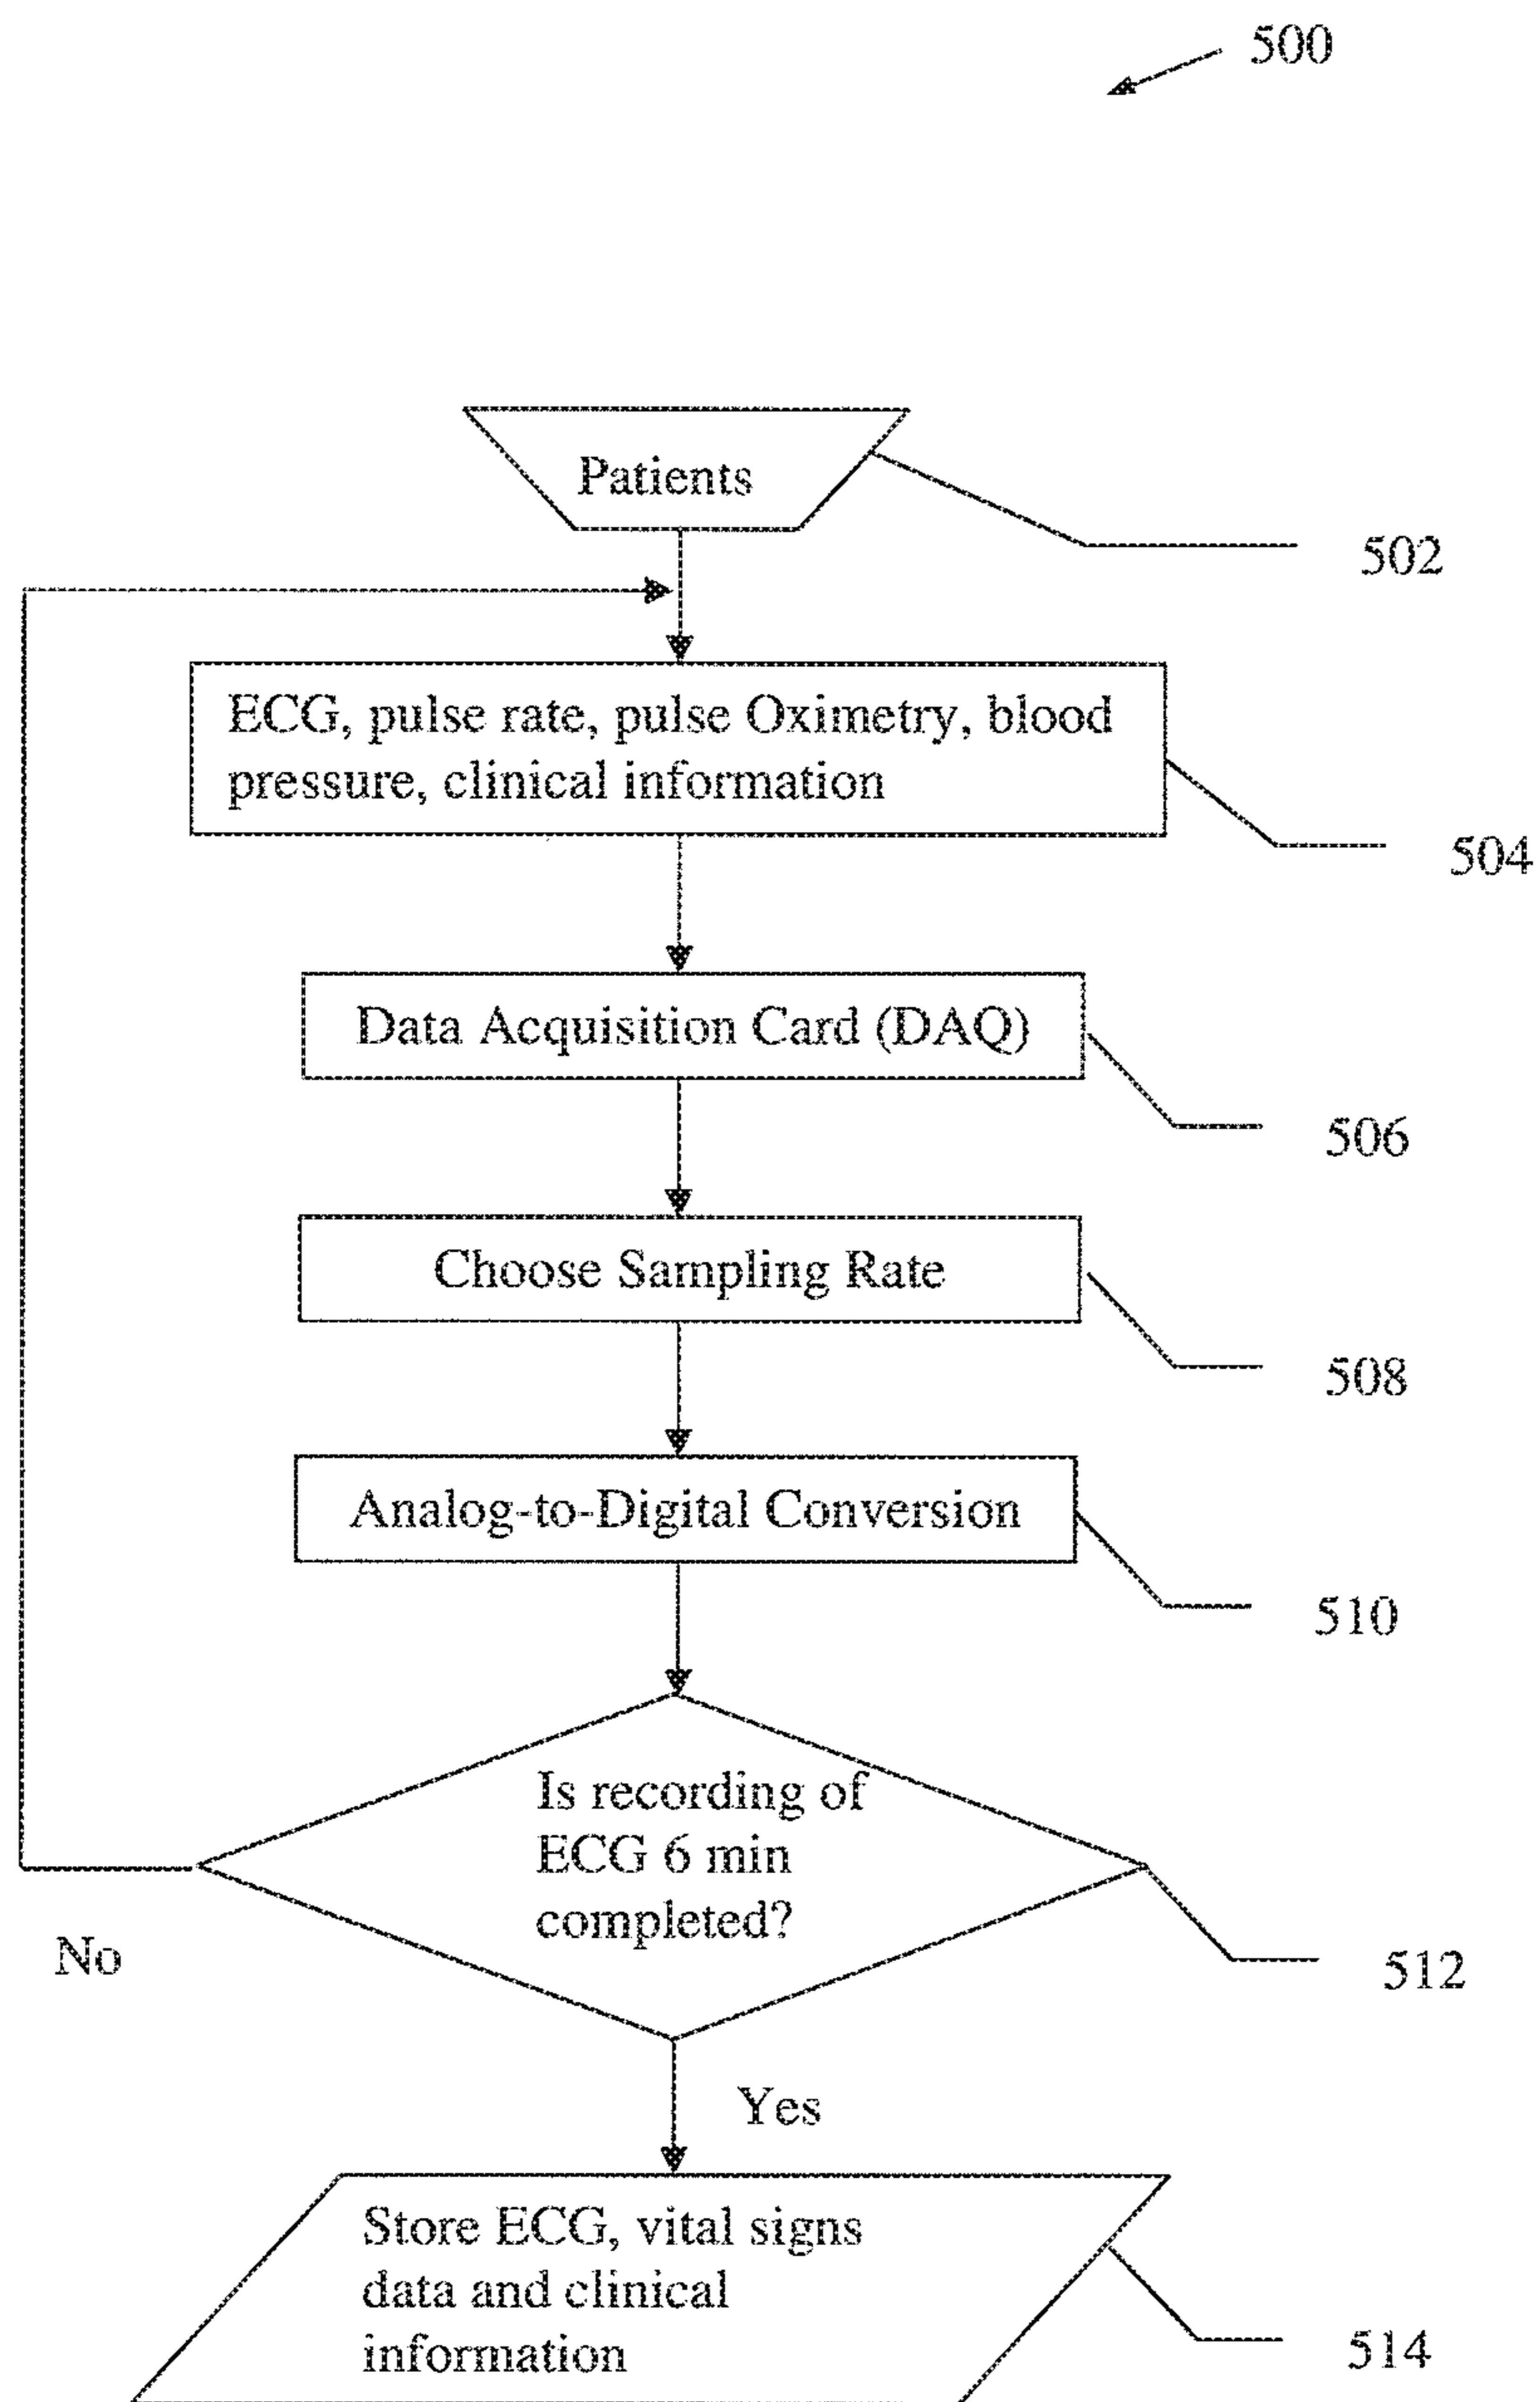 500
Patients
502
ECG, pulse rate, pulse Oximetry, blood
pressure, clinical information
504
Data Acquisition Card (DAQ)
506
Choose Sampling Rate
508
Analog-to-Digital Conversion
510
Is recording of
ECG 6 min
completed?
No
512
Yes
Store ECG, vital signs
data and clinical
information
514